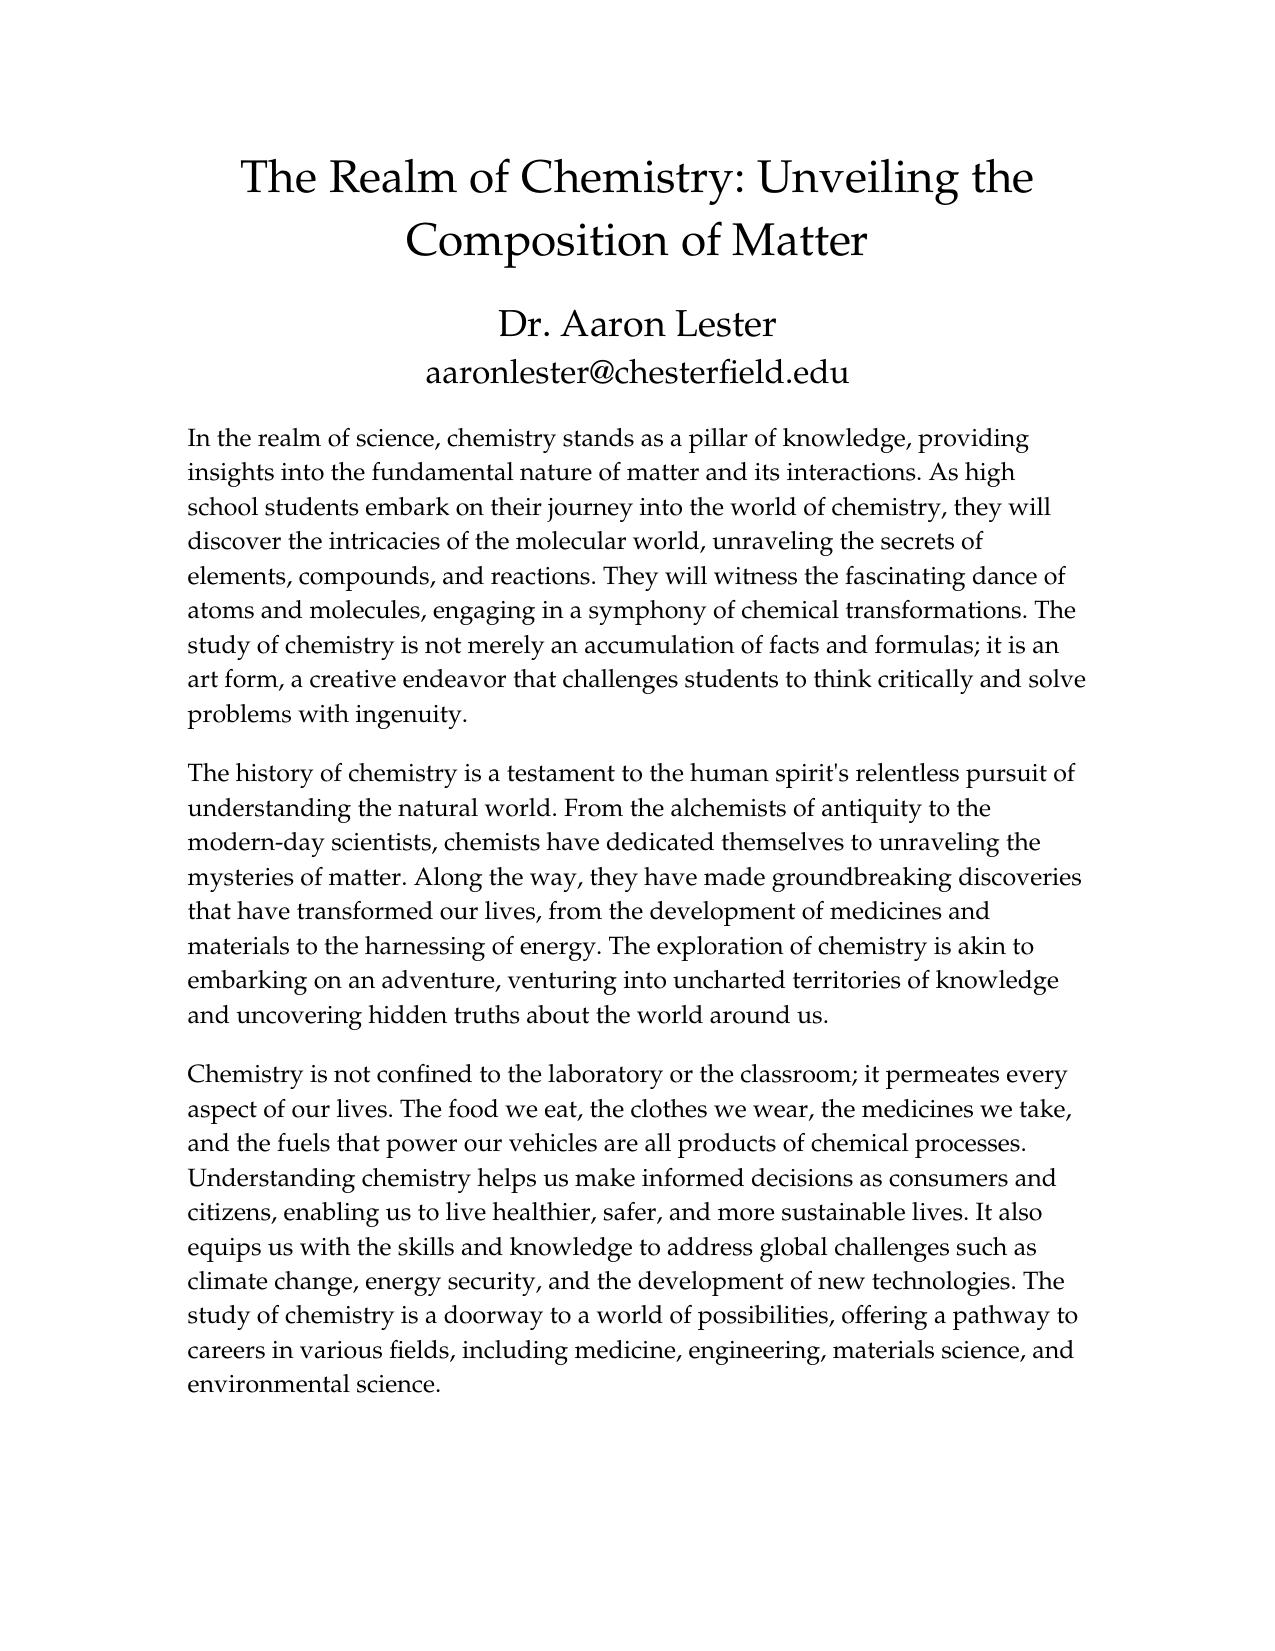 The Realm of Chemistry: Unveiling the
Composition of Matter
Dr. Aaron Lester
aaronlester@chesterfield.edu
In the realm of science, chemistry stands as a pillar of knowledge, providing
insights into the fundamental nature of matter and its interactions. As high
school students embark on their journey into the world of chemistry, they will
discover the intricacies of the molecular world, unraveling the secrets of
elements, compounds, and reactions. They will witness the fascinating dance of
atoms and molecules, engaging in a symphony of chemical transformations. The
study of chemistry is not merely an accumulation of facts and formulas; it is an
art form, a creative endeavor that challenges students to think critically and solve
problems with ingenuity.
The history of chemistry is a testament to the human spirit's relentless pursuit of
understanding the natural world. From the alchemists of antiquity to the
modern-day scientists, chemists have dedicated themselves to unraveling the
mysteries of matter. Along the way, they have made groundbreaking discoveries
that have transformed our lives, from the development of medicines and
materials to the harnessing of energy. The exploration of chemistry is akin to
embarking on an adventure, venturing into uncharted territories of knowledge
and uncovering hidden truths about the world around us.
Chemistry is not confined to the laboratory or the classroom; it permeates every
aspect of our lives. The food we eat, the clothes we wear, the medicines we take,
and the fuels that power our vehicles are all products of chemical processes.
Understanding chemistry helps us make informed decisions as consumers and
citizens, enabling us to live healthier, safer, and more sustainable lives. It also
equips us with the skills and knowledge to address global challenges such as
climate change, energy security, and the development of new technologies. The
study of chemistry is a doorway to a world of possibilities, offering a pathway to
careers in various fields, including medicine, engineering, materials science, and
environmental science.